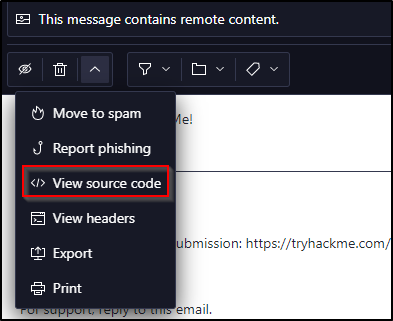 This message contains remote content.
Me!
Move to spam
Report phishing
View source code
View headers
ubmission: https://tryhackme.com/
Export
Print
For support, reply to this email.